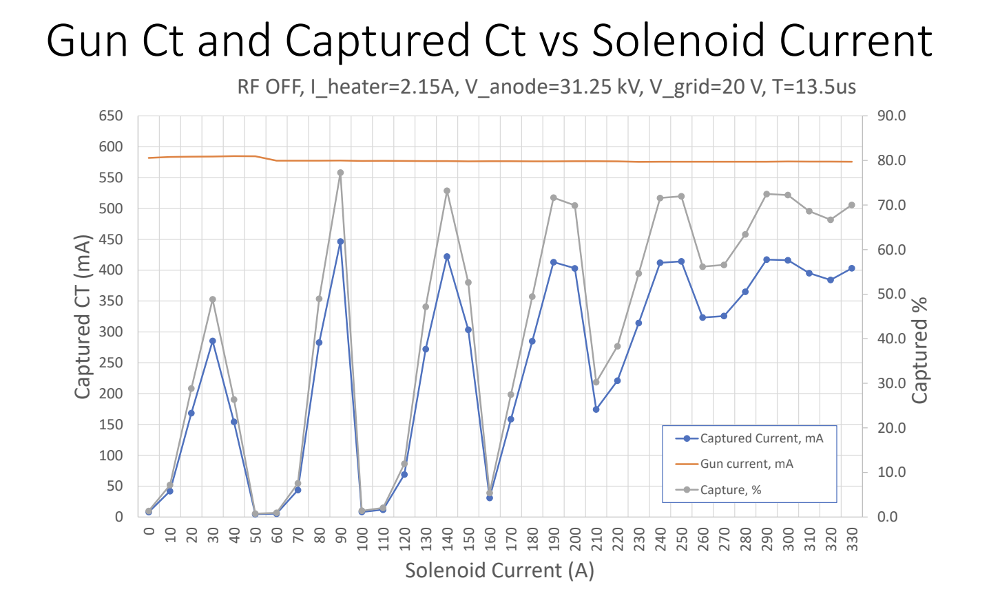 Gun Ct and Captured Ct vs Solenoid Current
RF OFF, I_heater=2.15A, V_anode=31.25 kV, V_grid=20 V, T=13.5us
650
600
550
500
450
400
350
300
250
200
150
100
50
0
Captured CT (mA)
90.0
80.0
70.0
60.0
50.0
40.0
30.0
20.0
10.0
0.0
Captured %
Captured Current, mA
Gun current, mA
Capture, %
0 10 20 30 40 50 60 70 80 90 100 110 120 130 140 150 160 170 180 190 200 210 220 230 240 250 260 270 280 290 300 310 320 330
Solenoid Current (A)